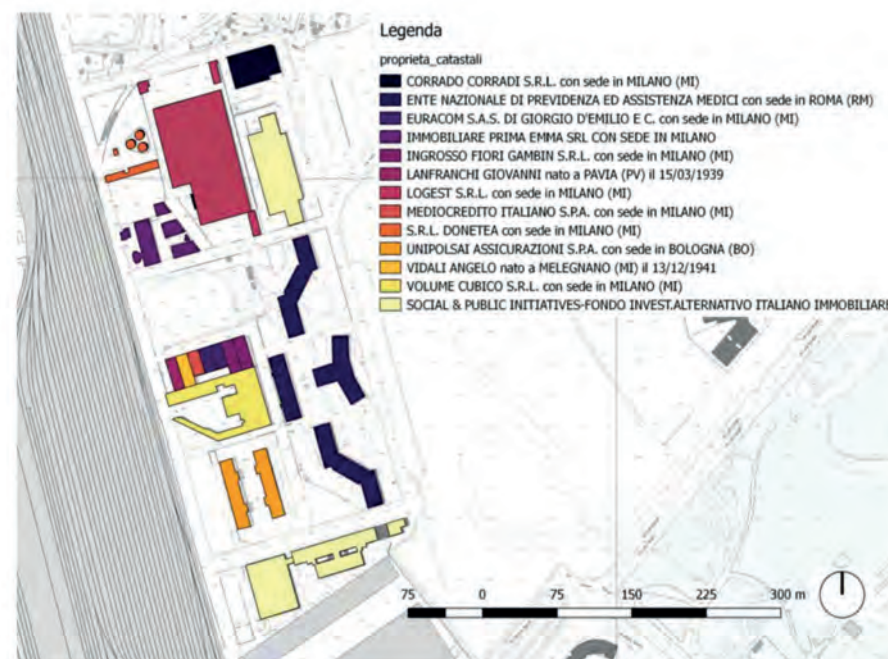 Legenda
proprieta_catastali
CORRADO CORRADI S.R.L. con sede in MILANO (MI)
ENTE NAZIONALE DI PREVIDENZA ED ASSISTENZA MEDICI con sede in ROMA (RM)
EURACOM S.A.S. DI GIORGIO D'EMILIO E C. con sede in MILANO (MI)
IMMOBILIARE PRIMA EMMA SRL CON SEDE IN MILANO
INGROSSO FIORI GAMBIN S.R.L. con sede in MILANO (MI)
LANFRANCHI GIOVANNI nato a PAVIA (PV) il 15/03/1939
LOGEST S.R.L. con sede in MILANO (MI)
MEDIOCREDITO ITALIANO S.P.A. con sede in MILANO (MI)
S.R.L. DONETEA con sede in MILANO (MI)
UNIPOLSAI ASSICURAZIONI S.P.A. con sede in BOLOGNA (BO)
VIDALI ANGELO nato a MELEGNANO (MI) il 13/12/1941
VOLUME CUBICO S.R.L. con sede in MILANO (MI)
SOCIAL & PUBLIC INITIATIVES-FONDO INVEST.ALTERNATIVO ITALIANO IMMOBILIARE
75 0 75 150 225 300 m